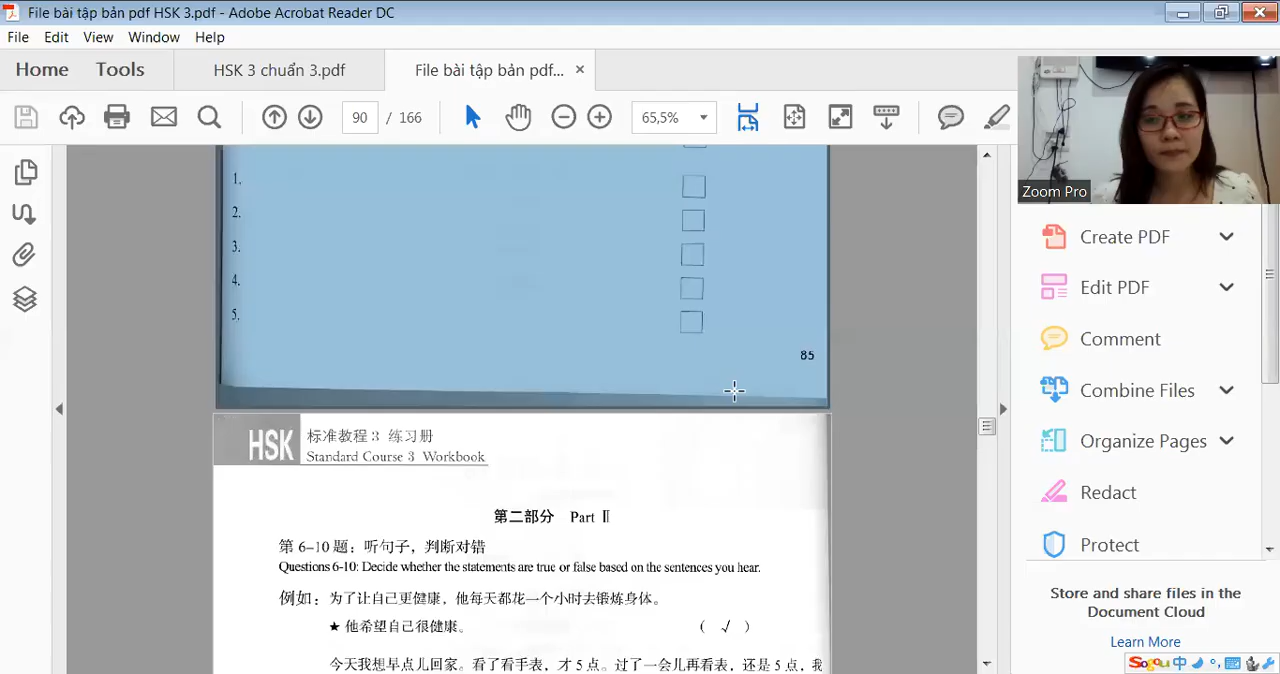 File bài tập bản pdf HSK 3.pdf - Adobe Acrobat Reader DC
File Edit View Window Help
Home Tools HSK 3 chuẩn 3.pdf File bài tập bản pdf... ×
90 / 166 65,5%
Zoom Pro
1.
2.
3.
4.
5.
85
HSK 标准教程 3 练习册
Standard Course 3 Workbook
第二部分 Part Ⅱ
第 6-10 题：听句子，判断对错
Questions 6-10: Decide whether the statements are true or false based on the sentences you hear.
例如：为了让自己更健康，他每天都花一个小时去锻炼身体。
★ 他希望自己很健康。 ( √ )
今天我想早点儿回家。看了看手表，才 5 点。过了一会儿再看表，还是 5 点，我
Create PDF
Edit PDF
Comment
Combine Files
Organize Pages
Redact
Protect
Store and share files in the
Document Cloud
Learn More
Sogou 中